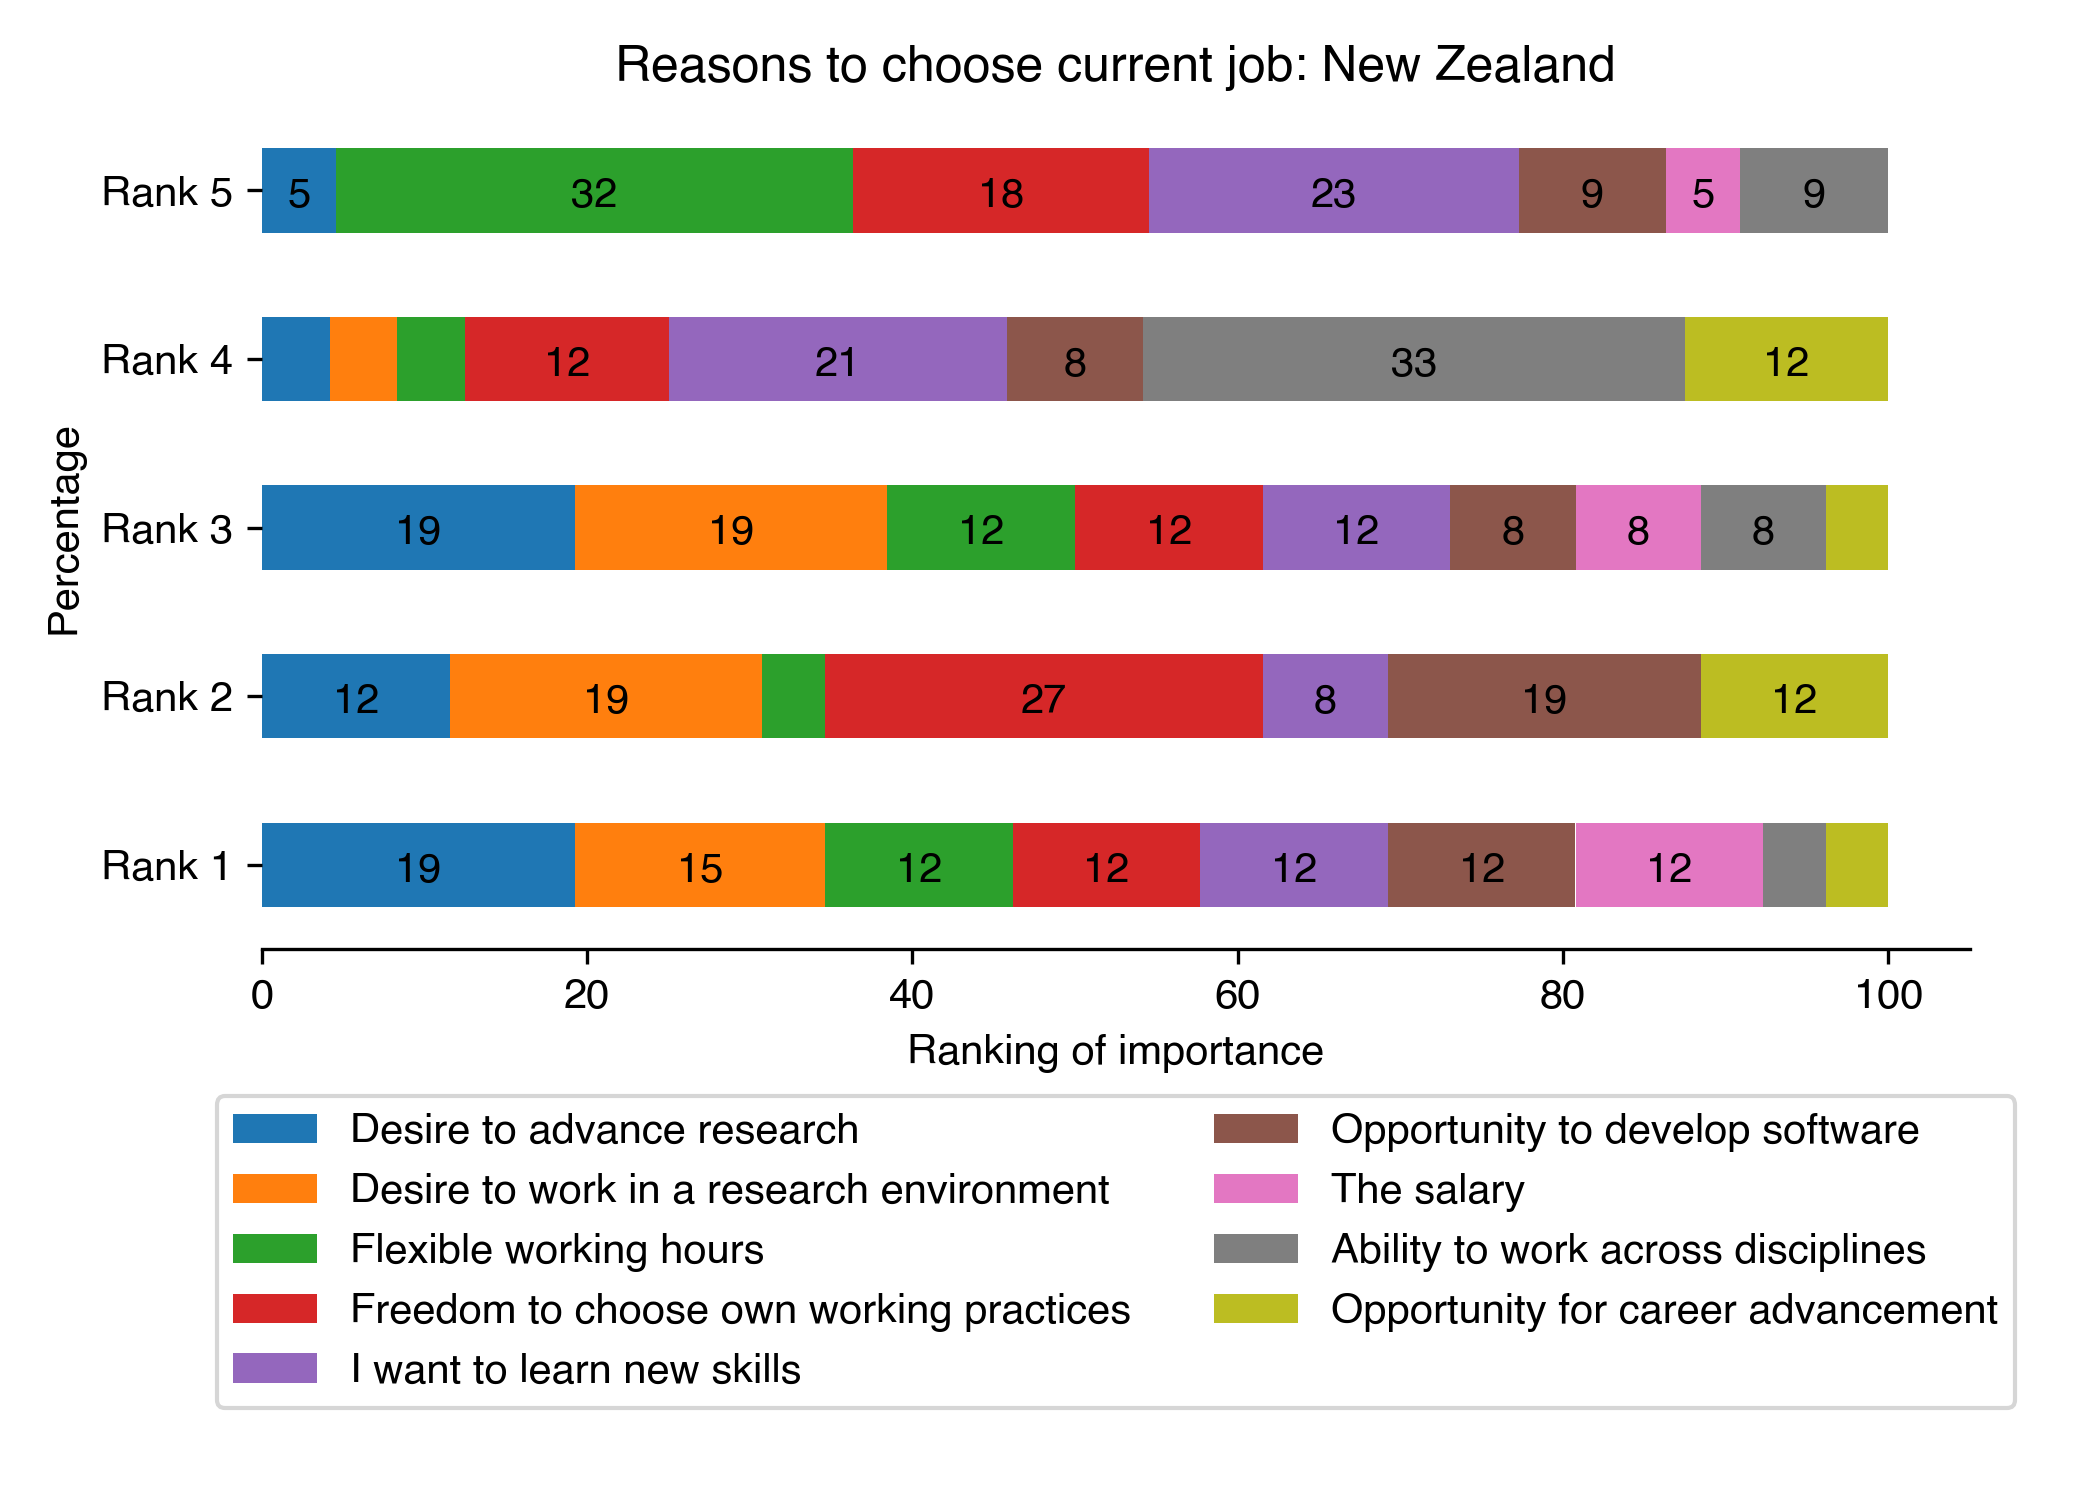 Reasons to choose current job: New Zealand
Rank 5
5 32 18 23 9 5 9
Rank 4
12 21 8 33 12
Rank 3
19 19 12 12 12 8 8 8
Rank 2
12 19 27 8 19 12
Rank 1
19 15 12 12 12 12 12
Percentage
0 20 40 60 80 100
Ranking of importance
Desire to advance research
Desire to work in a research environment
Flexible working hours
Freedom to choose own working practices
I want to learn new skills
Opportunity to develop software
The salary
Ability to work across disciplines
Opportunity for career advancement